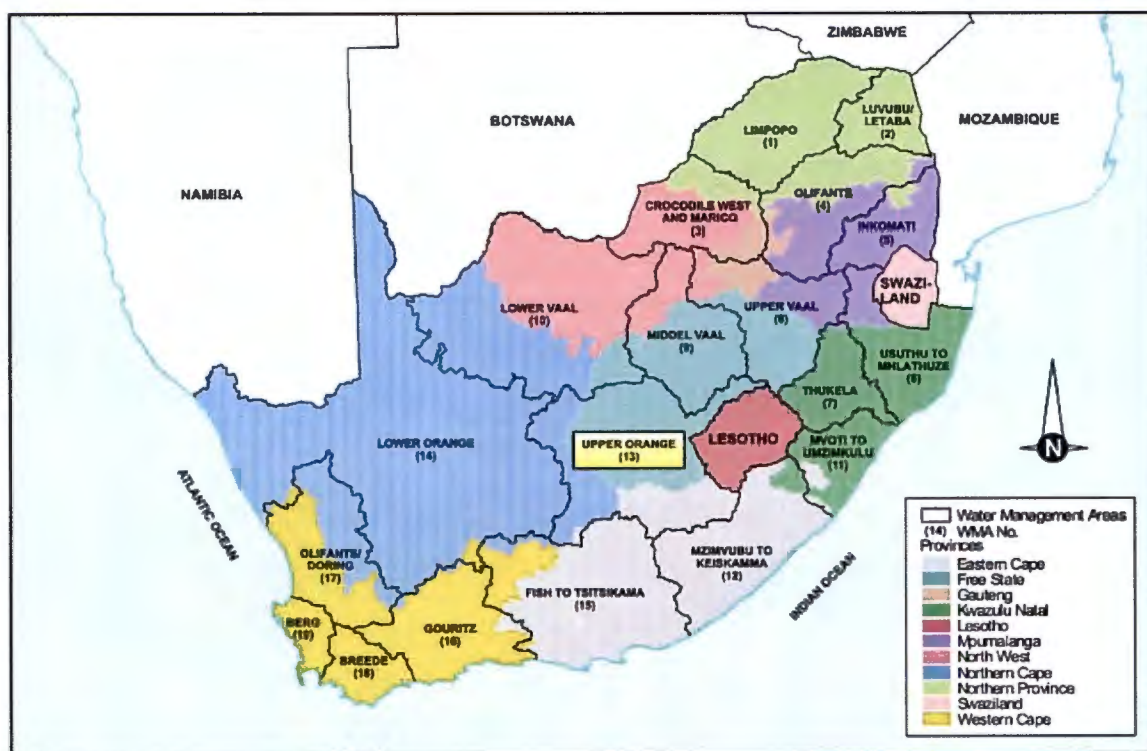 ZIMBABWE
BOTSWANA
MOZAMBIQUE
NAMIBIA
LUVUBU/
LETABA
(2)
LIMPOPO
(1)
OLIFANTS
(4)
CROCODILE WEST
AND MARICO
(3)
INKOMATI
(5)
SWAZI-
LAND
LOWER VAAL
(10)
UPPER VAAL
(8)
MIDDEL VAAL
(9)
USUTHU TO
MHLATHUZE
(6)
THUKELA
(7)
LESOTHO
MVOTI TO
UMZIMKULU
(11)
UPPER ORANGE
(13)
LOWER ORANGE
(14)
ATLANTIC OCEAN
MZIMVUBU TO
KEISKAMMA
(12)
INDIAN OCEAN
OLIFANTS/
DORING
(17)
FISH TO TSITSIKAMA
(15)
GOURITZ
(16)
BERG
(19)
BREEDE
(18)
N
Water Management Areas
(14) WMA No.
Provinces
Eastern Cape
Free State
Gauteng
Kwazulu Natal
Lesotho
Mpumalanga
North West
Northern Cape
Northern Province
Swaziland
Western Cape